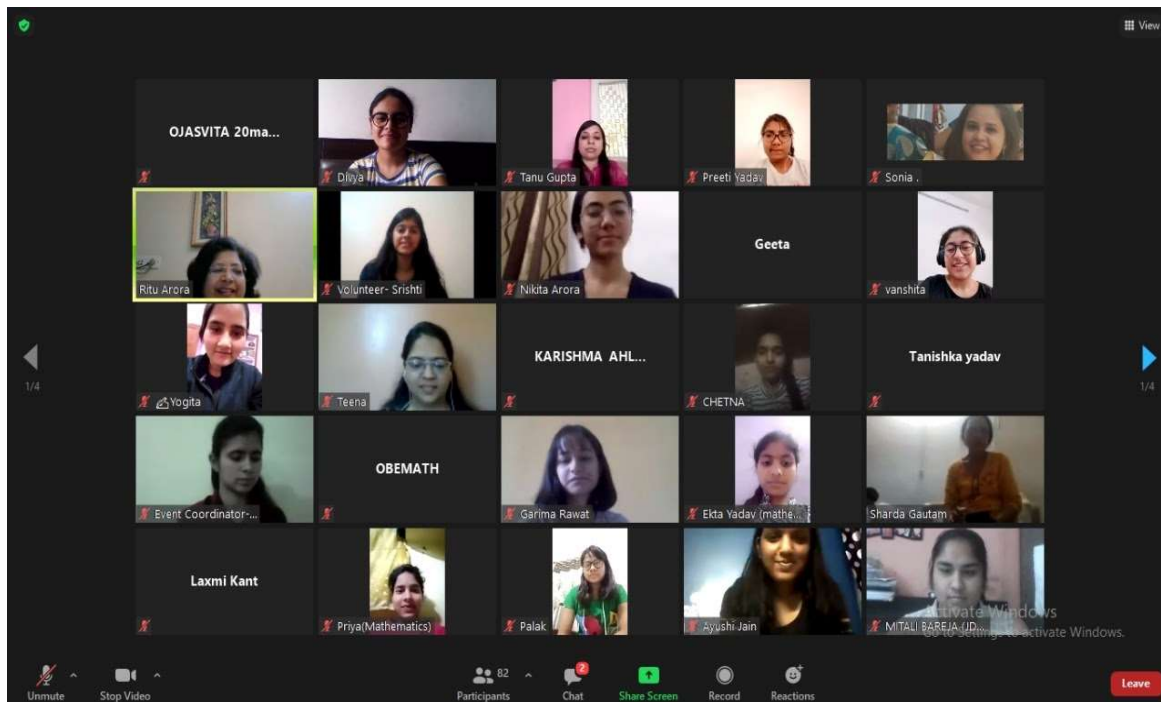 View
OJASVITA 20ma...
Divya
Tanu Gupta
Preeti Yadav
Sonia .
Ritu Arora
Volunteer- Srishti
Nikita Arora
Geeta
vanshita
Yogita
Teena
KARISHMA AHL...
CHETNA
Tanishka yadav
1/4
1/4
Event Coordinator-...
OBEMATH
Garima Rawat
Ekta Yadav (mathe...
Sharda Gautam
Laxmi Kant
Priya(Mathematics)
Palak
Ayushi Jain
MITALI BAREJA (JD...
Activate Windows
Go to Settings to activate Windows.
82
2
Unmute
Stop Video
Participants
Chat
Share Screen
Record
Reactions
Leave